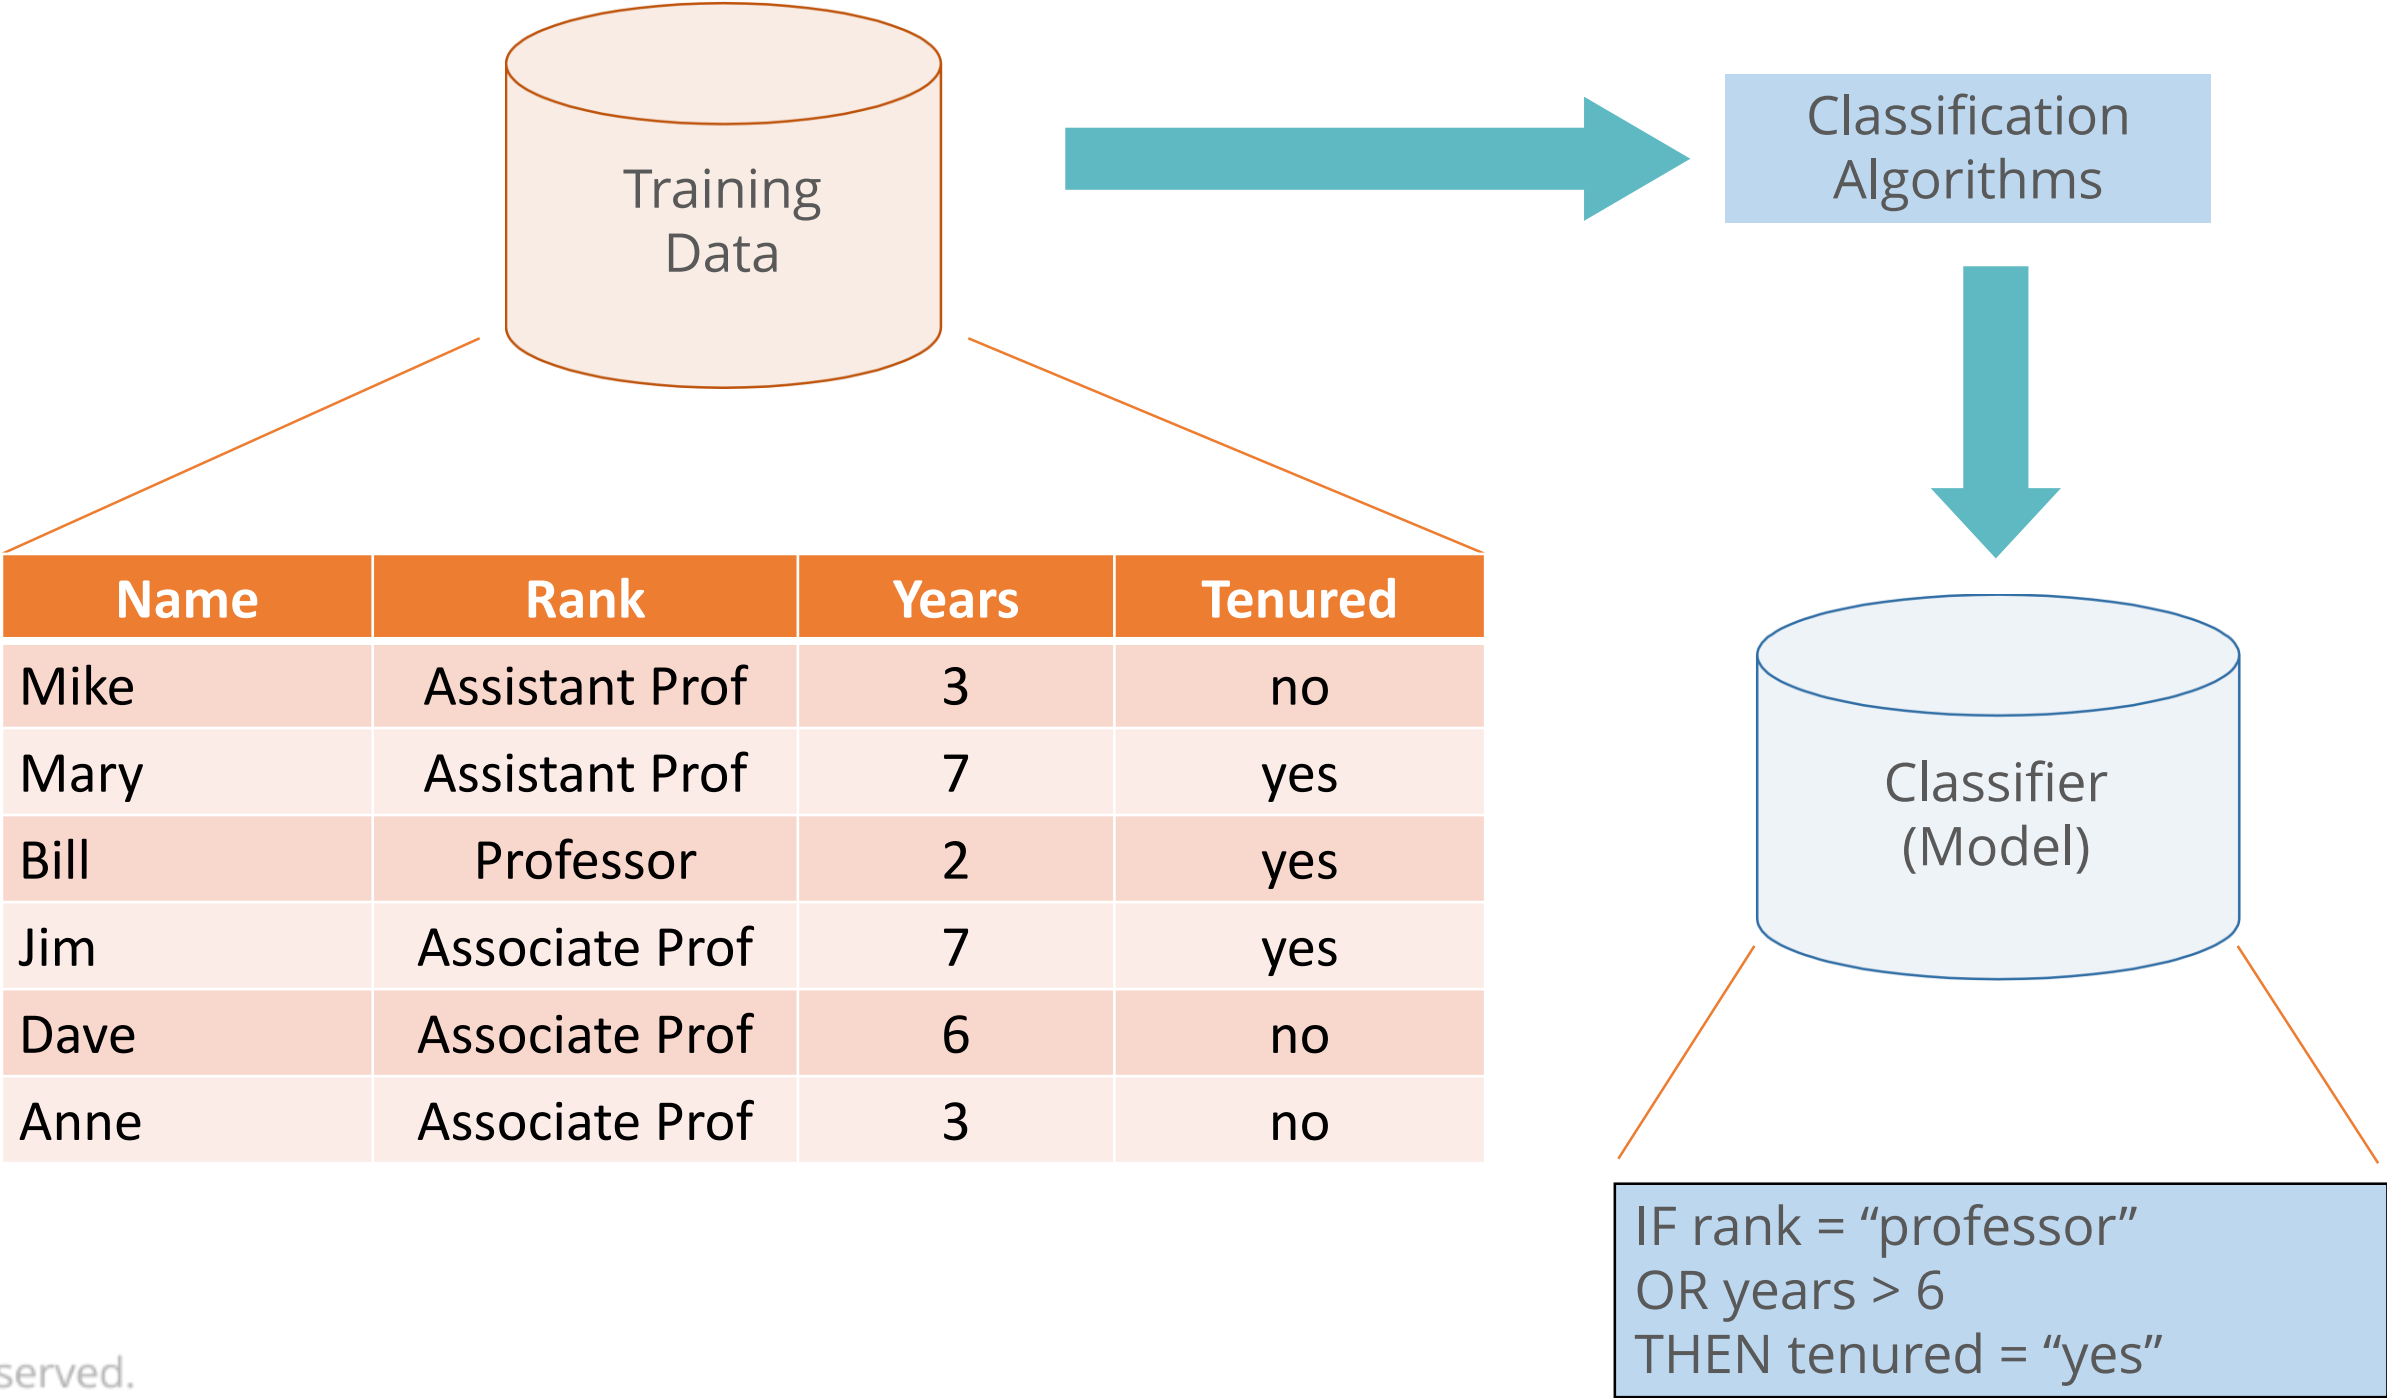 Training
Data
Classification
Algorithms
Name Rank Years Tenured
Mike Assistant Prof 3 no
Mary Assistant Prof 7 yes
Bill Professor 2 yes
Jim Associate Prof 7 yes
Dave Associate Prof 6 no
Anne Associate Prof 3 no
Classifier
(Model)
IF rank = “professor”
OR years > 6
THEN tenured = “yes”
served.